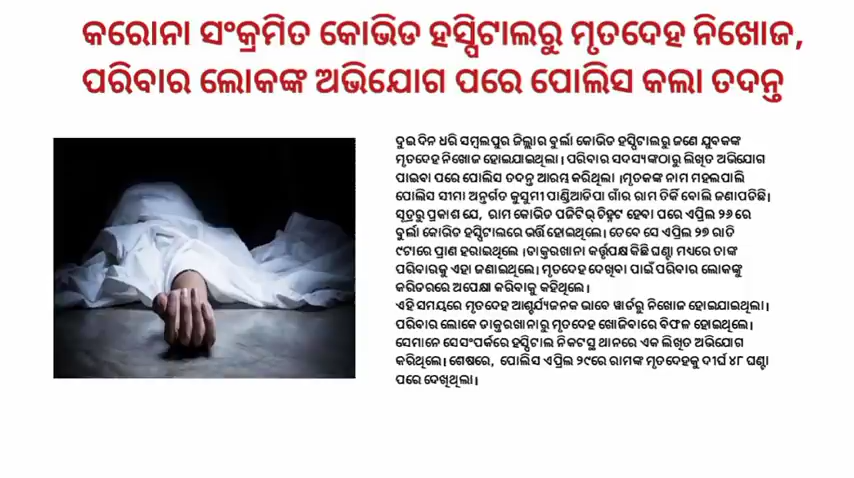 କରୋନା ସଂକ୍ରମିତ କୋଭିଡ ହସ୍ପିଟାଲରୁ ମୃତଦେହ ନିଖୋଜ,
ପରିବାର ଲୋକଙ୍କ ଅଭିଯୋଗ ପରେ ପୋଲିସ କଲା ତଦନ୍ତ
ଦୁଇ ଦିନ ଧରି ସମ୍ବଲପୁର ଜିଲ୍ଲାର ବୁର୍ଲା କୋଭିଡ ହସ୍ପିଟାଲରୁ ଜଣେ ଯୁବକଙ୍କ
ମୃତଦେହ ନିଖୋଜ ହୋଇଯାଇଥିଲା । ପରିବାର ସଦସ୍ୟଙ୍କଠାରୁ ଲିଖିତ ଅଭିଯୋଗ
ପାଇବା ପରେ ପୋଲିସ ତଦନ୍ତ ଆରମ୍ଭ କରିଥିଲା ।ମୃତକଙ୍କ ନାମ ମହଲପାଲି
ପୋଲିସ ସୀମା ଅନ୍ତର୍ଗତ କୁସୁମୀ ପାଣ୍ଡିଆଡିପା ଗାଁର ରାମ ତିର୍କି ବୋଲି ଜଣାପଡିଛି।
ସୂତ୍ରରୁ ପ୍ରକାଶ ଯେ, ରାମ କୋଭିଡ ପଜିଟିଭ୍ ଚିହ୍ନଟ ହେବା ପରେ ଏପ୍ରିଲ ୨୬ ରେ
ବୁର୍ଲା କୋଭିଡ ହସ୍ପିଟାଲରେ ଭର୍ତ୍ତି ହୋଇଥିଲେ। ତେବେ ସେ ଏପ୍ରିଲ ୨୭ ରାତି
୯ଟାରେ ପ୍ରାଣ ହରାଇଥିଲେ ।ଡାକ୍ତରଖାନା କର୍ତ୍ତୃପକ୍ଷ କିଛି ଘଣ୍ଟା ମଧ୍ୟରେ ତାଙ୍କ
ପରିବାରକୁ ଏହା ଜଣାଇଥିଲେ। ମୃତଦେହ ଦେଖିବା ପାଇଁ ପରିବାର ଲୋକଙ୍କୁ
କରିଡରରେ ଅପେକ୍ଷା କରିବାକୁ କହିଥିଲେ ।
ଏହି ସମୟରେ ମୃତଦେହ ଆଶ୍ଚର୍ଯ୍ୟଜନକ ଭାବେ ୱାର୍ଡରୁ ନିଖୋଜ ହୋଇଯାଇଥିଲା।
ପରିବାର ଲୋକେ ଡାକ୍ତରଖାନାରୁ ମୃତଦେହ ଖୋଜିବାରେ ବିଫଳ ହୋଇଥିଲେ।
ସେମାନେ ସେସଂପର୍କରେ ହସ୍ପିଟାଲ ନିକଟସ୍ଥ ଥାନରେ ଏକ ଲିଖିତ ଅଭିଯୋଗ
କରିଥିଲେ। ଶେଷରେ, ପୋଲିସ ଏପ୍ରିଲ ୨୯ରେ ରାମଙ୍କ ମୃତଦେହକୁ ଦୀର୍ଘ ୪୮ ଘଣ୍ଟା
ପରେ ଦେଖିଥିଲା।